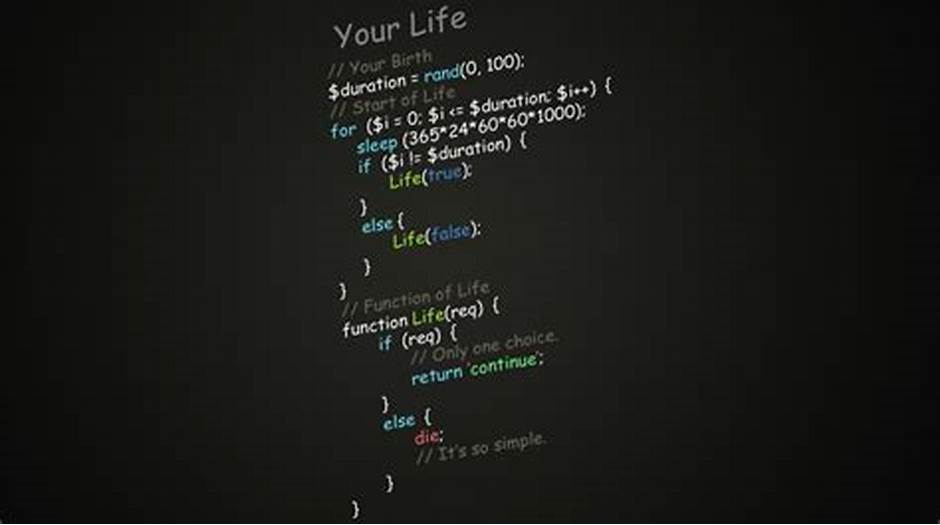 Your Life
// Your Birth
$duration = rand(0, 100);
// Start of Life
for ($i = 0; $i <= $duration; $i++) {
sleep (365*24*60*60*1000);
if ($i != $duration) {
Life(true);
}
else {
Life(false);
}
}
// Function of Life
function Life(req) {
if (req) {
// Only one choice.
return 'continue';
}
else {
die;
// It's so simple.
}
}